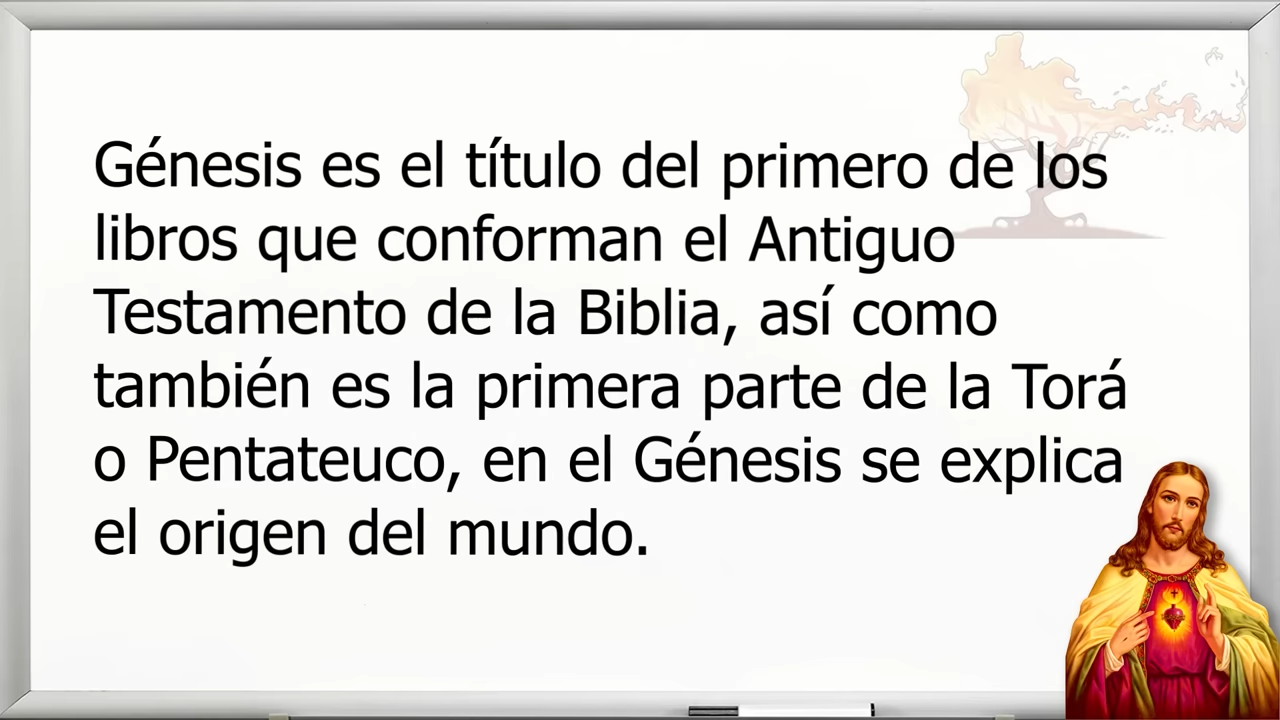 Génesis es el título del primero de los
libros que conforman el Antiguo
Testamento de la Biblia, así como
también es la primera parte de la Torá
o Pentateuco, en el Génesis se explica
el origen del mundo.